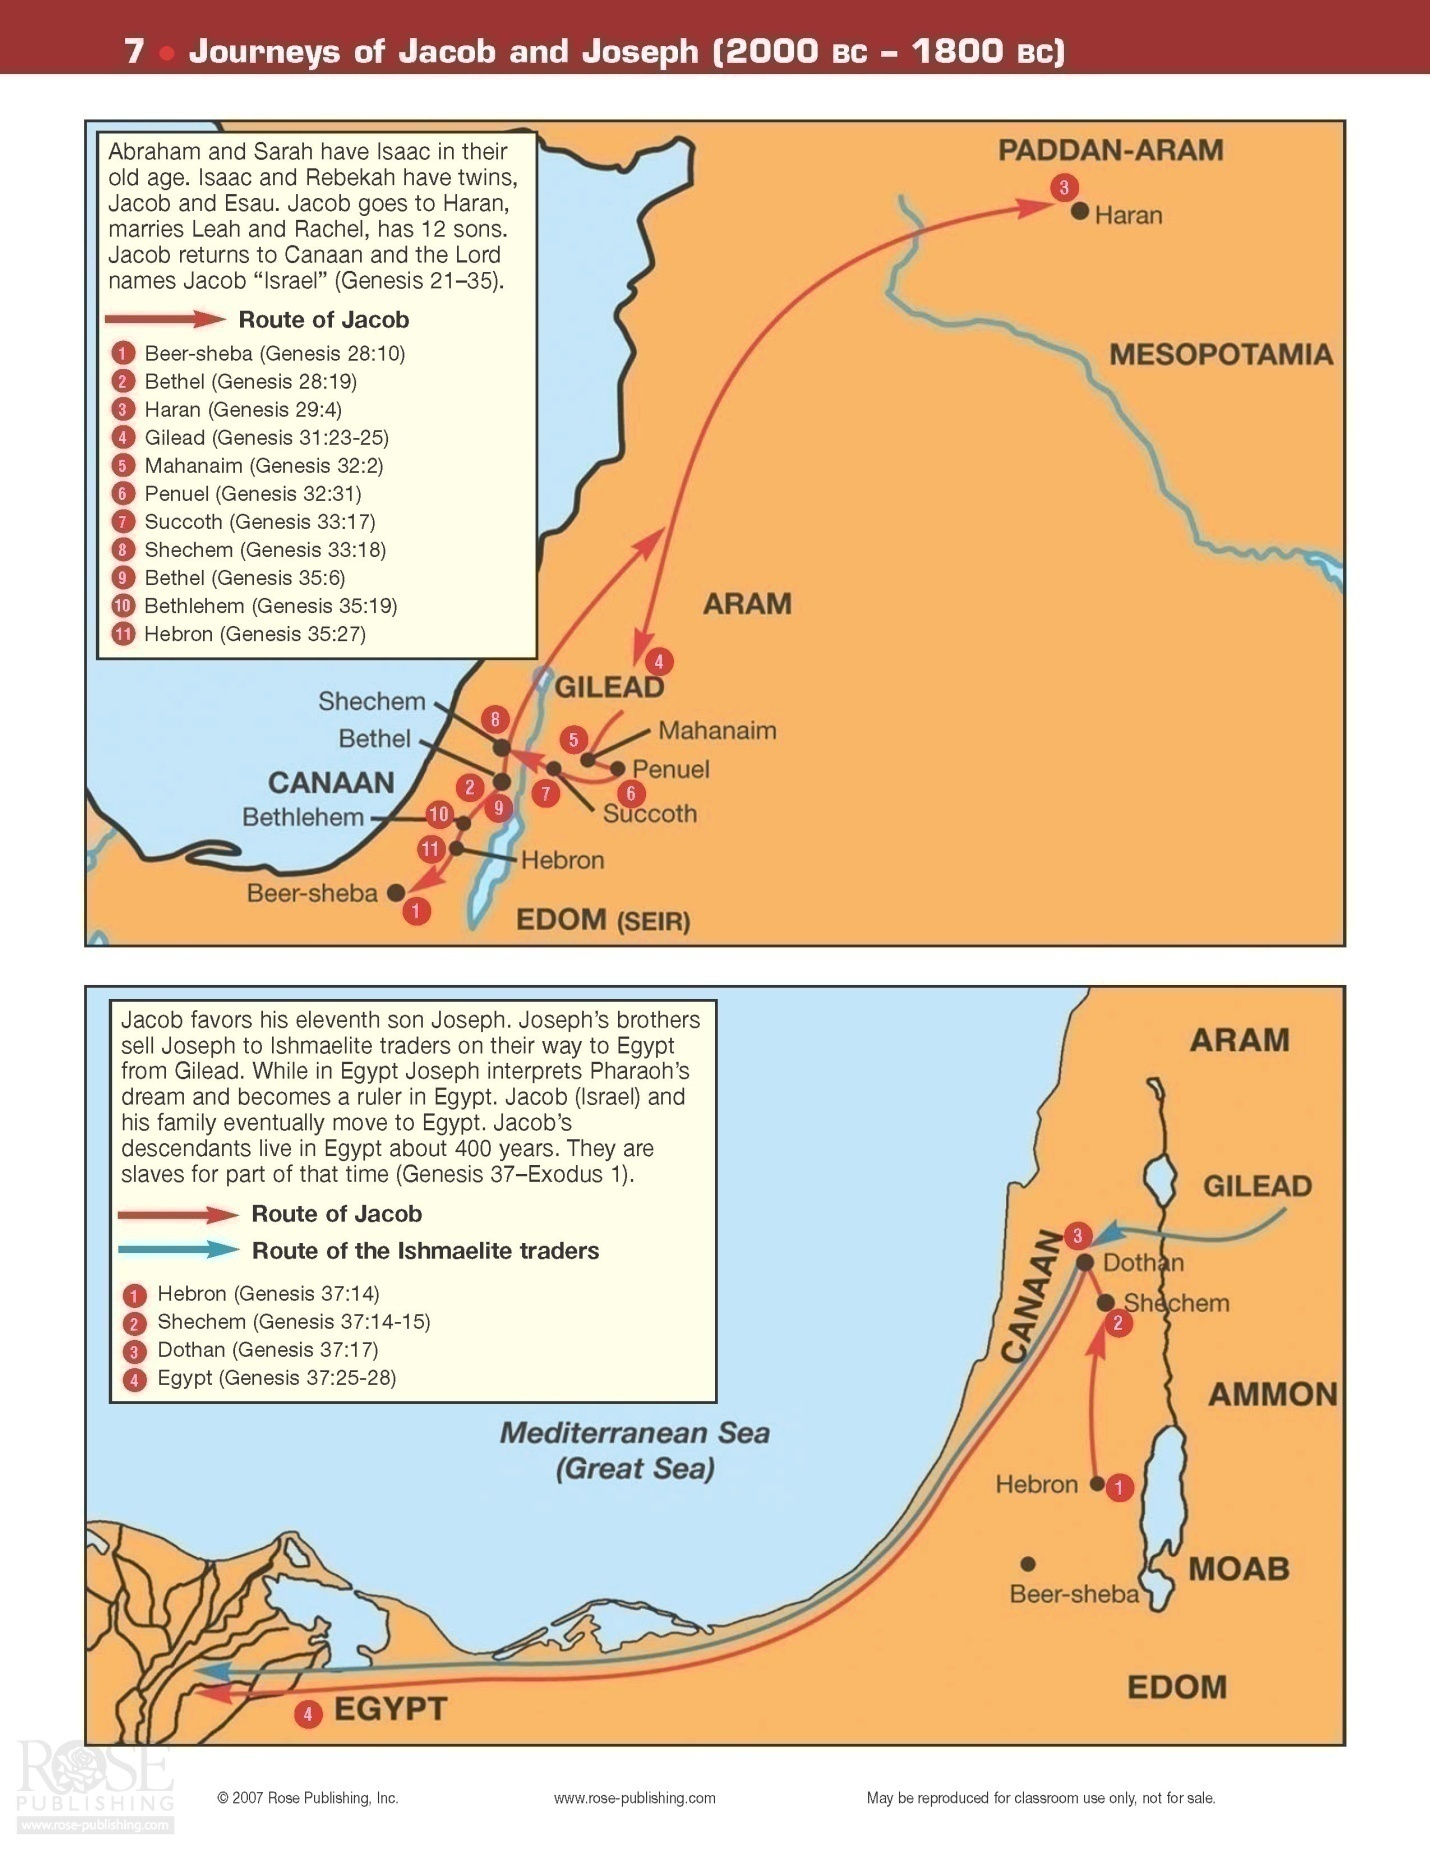 7 • Journeys of Jacob and Joseph (2000 BC – 1800 BC)
Abraham and Sarah have Isaac in their
old age. Isaac and Rebekah have twins,
Jacob and Esau. Jacob goes to Haran,
marries Leah and Rachel, has 12 sons.
Jacob returns to Canaan and the Lord
names Jacob “Israel” (Genesis 21–35).
Route of Jacob
1 Beer-sheba (Genesis 28:10)
2 Bethel (Genesis 28:19)
3 Haran (Genesis 29:4)
4 Gilead (Genesis 31:23-25)
5 Mahanaim (Genesis 32:2)
6 Penuel (Genesis 32:31)
7 Succoth (Genesis 33:17)
8 Shechem (Genesis 33:18)
9 Bethel (Genesis 35:6)
10 Bethlehem (Genesis 35:19)
11 Hebron (Genesis 35:27)
PADDAN-ARAM
3
Haran
MESOPOTAMIA
ARAM
4
GILEAD
Shechem
8
Mahanaim
5
Bethel
Penuel
CANAAN
2
7
6
9
10
Succoth
Bethlehem
11
Hebron
Beer-sheba
1
EDOM (SEIR)
Jacob favors his eleventh son Joseph. Joseph’s brothers
sell Joseph to Ishmaelite traders on their way to Egypt
from Gilead. While in Egypt Joseph interprets Pharaoh’s
dream and becomes a ruler in Egypt. Jacob (Israel) and
his family eventually move to Egypt. Jacob’s
descendants live in Egypt about 400 years. They are
slaves for part of that time (Genesis 37–Exodus 1).
Route of Jacob
Route of the Ishmaelite traders
1 Hebron (Genesis 37:14)
2 Shechem (Genesis 37:14-15)
3 Dothan (Genesis 37:17)
4 Egypt (Genesis 37:25-28)
ARAM
GILEAD
3
CANAAN
Dothan
Shechem
2
AMMON
Mediterranean Sea
(Great Sea)
Hebron
1
MOAB
Beer-sheba
EDOM
4
EGYPT
ROSE
PUBLISHING
www.rose-publishing.com
© 2007 Rose Publishing, Inc.
www.rose-publishing.com
May be reproduced for classroom use only, not for sale.